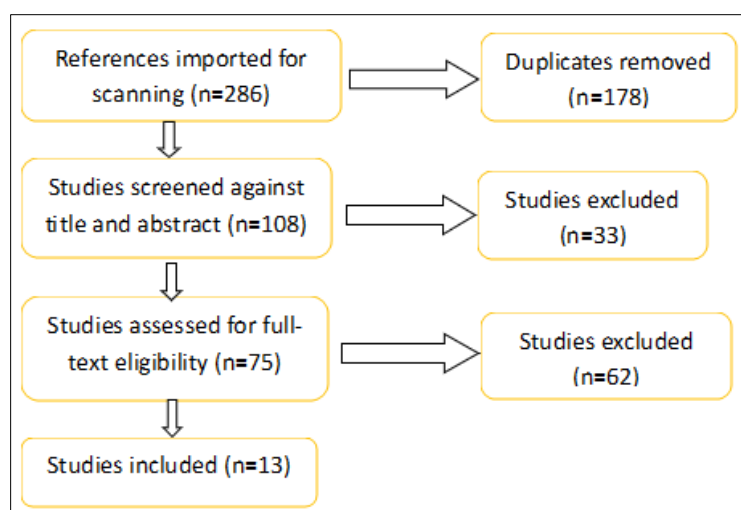 References imported for
scanning (n=286)
Duplicates removed
(n=178)
Studies screened against
title and abstract (n=108)
Studies excluded
(n=33)
Studies assessed for full-
text eligibility (n=75)
Studies excluded
(n=62)
Studies included (n=13)